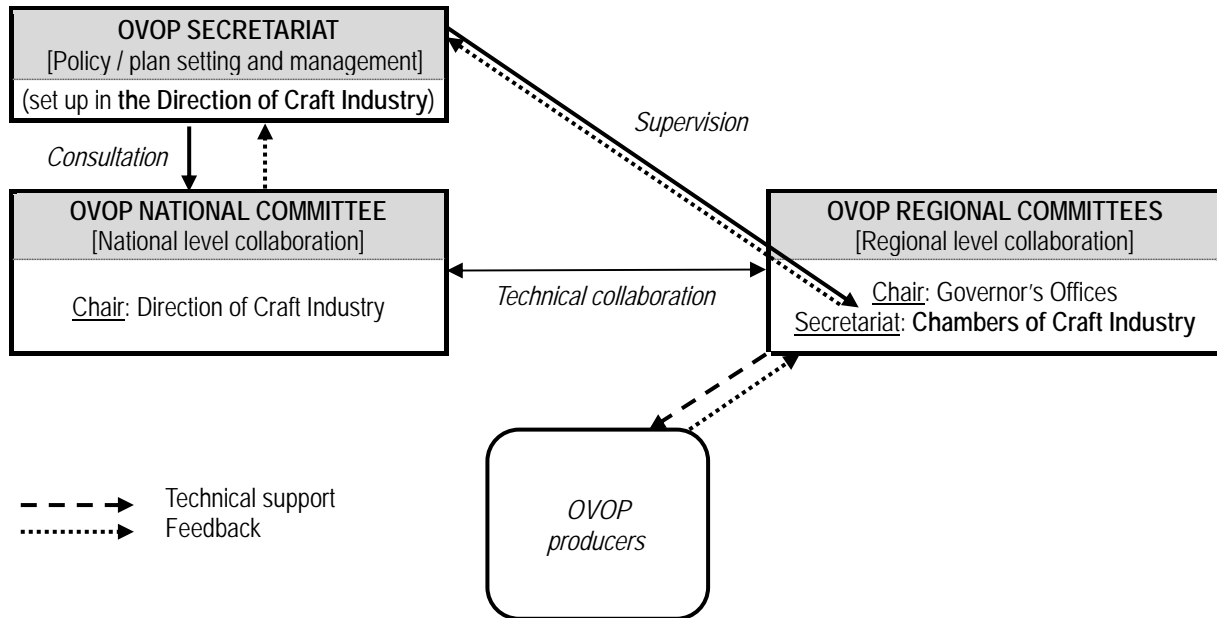 OVOP SECRETARIAT
[Policy / plan setting and management]
(set up in the Direction of Craft Industry)
Supervision
Consultation
OVOP NATIONAL COMMITTEE
[National level collaboration]
Chair: Direction of Craft Industry
Technical collaboration
OVOP REGIONAL COMMITTEES
[Regional level collaboration]
Chair: Governor's Offices
Secretariat: Chambers of Craft Industry
OVOP
producers
Technical support
Feedback